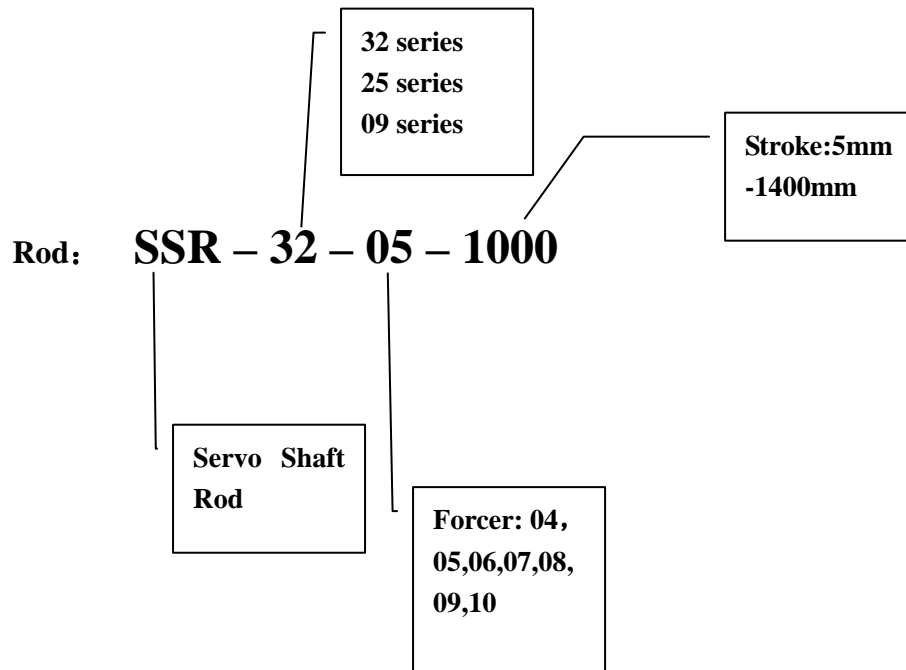 32 series
25 series
09 series
Stroke:5mm
-1400mm
Rod： SSR – 32 – 05 – 1000
Servo Shaft
Rod
Forcer: 04，
05,06,07,08,
09,10